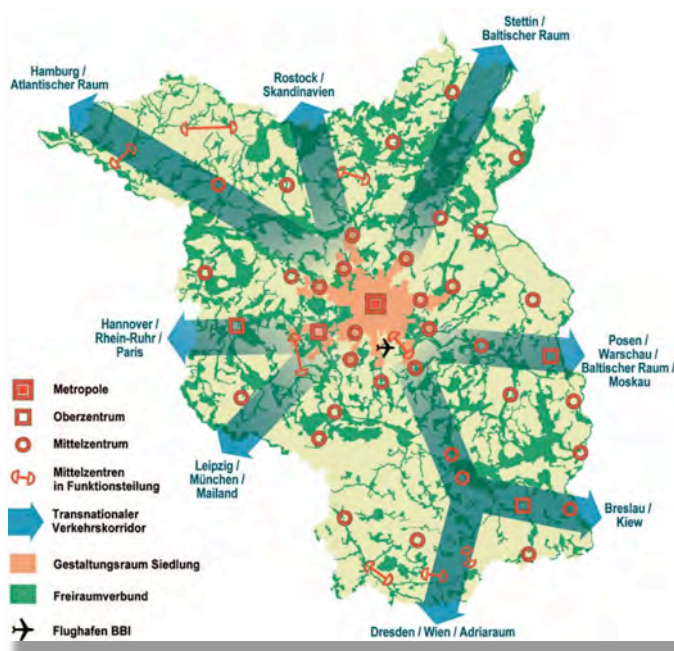 Stettin /
Baltischer Raum
Hamburg /
Atlantischer Raum
Rostock /
Skandinavien
Hannover /
Rhein-Ruhr /
Paris
Posen /
Warschau /
Baltischer Raum /
Moskau
Leipzig /
München /
Mailand
Breslau /
Kiew
Dresden / Wien / Adriaraum
Metropole
Oberzentrum
Mittelzentrum
Mittelzentren
in Funktionsteilung
Transnationaler
Verkehrskorridor
Gestaltungsraum Siedlung
Freiraumverbund
Flughafen BBI